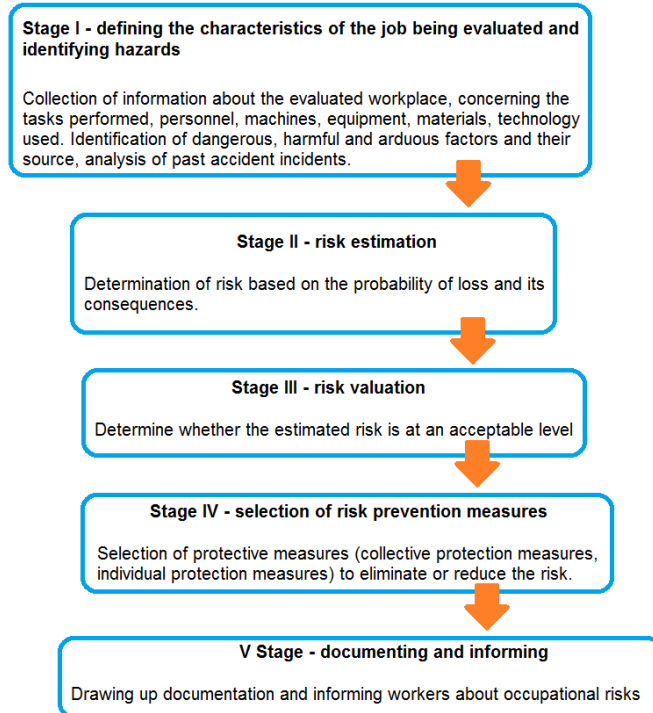 Stage I - defining the characteristics of the job being evaluated and
identifying hazards
Collection of information about the evaluated workplace, concerning the
tasks performed, personnel, machines, equipment, materials, technology
used. Identification of dangerous, harmful and arduous factors and their
source, analysis of past accident incidents.
Stage II - risk estimation
Determination of risk based on the probability of loss and its
consequences.
Stage III - risk valuation
Determine whether the estimated risk is at an acceptable level
Stage IV - selection of risk prevention measures
Selection of protective measures (collective protection measures,
individual protection measures) to eliminate or reduce the risk.
V Stage - documenting and informing
Drawing up documentation and informing workers about occupational risks